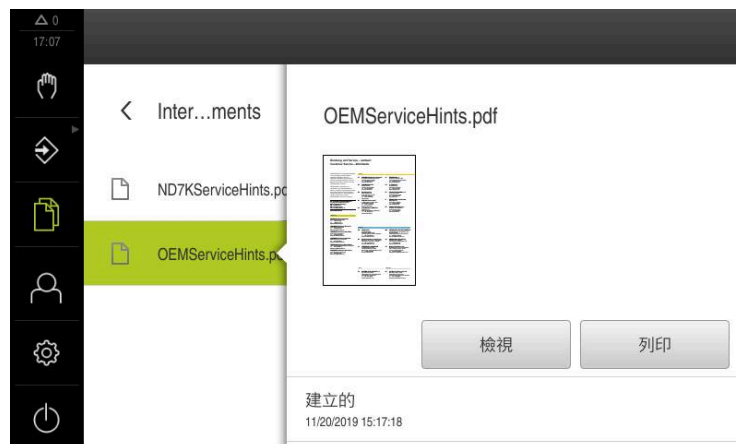 0
17:07
Inter…ments
OEMServiceHints.pdf
ND7KServiceHints.pd
OEMServiceHints.p
檢視
列印
建立的
11/20/2019 15:17:18